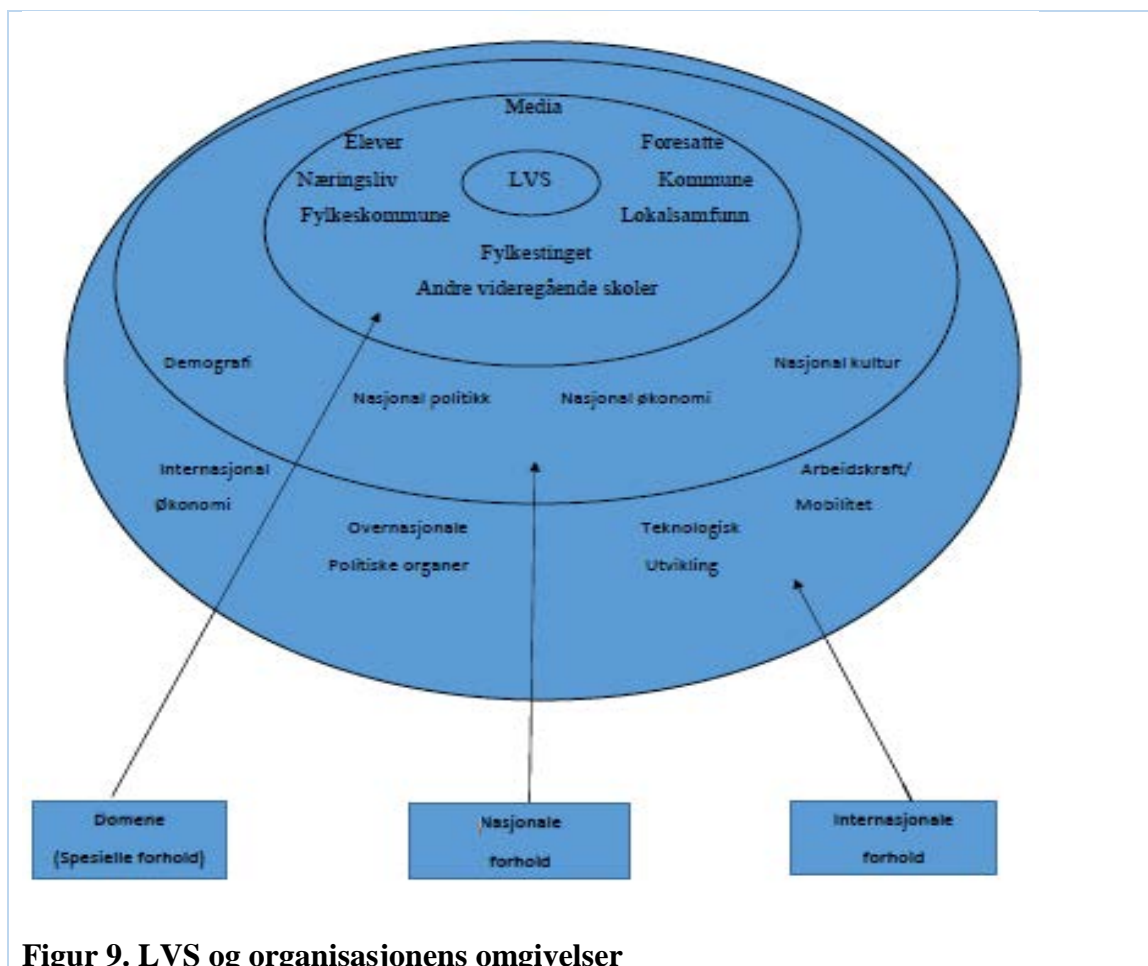 Media
Elever Foresatte
Næringsliv LVS Kommune
Fylkeskommune Lokalsamfunn
Fylkestinget
Andre videregående skoler
Demografi Nasjonal kultur
Nasjonal politikk Nasjonal økonomi
Internasjonal Arbeidskraft/
Økonomi Mobilitet
Overnasjonale Teknologisk
Politiske organer Utvikling
Domene
(Spesielle forhold)
Nasjonale
forhold
Internasjonale
forhold
Figur 9. LVS og organisasjonens omgivelser